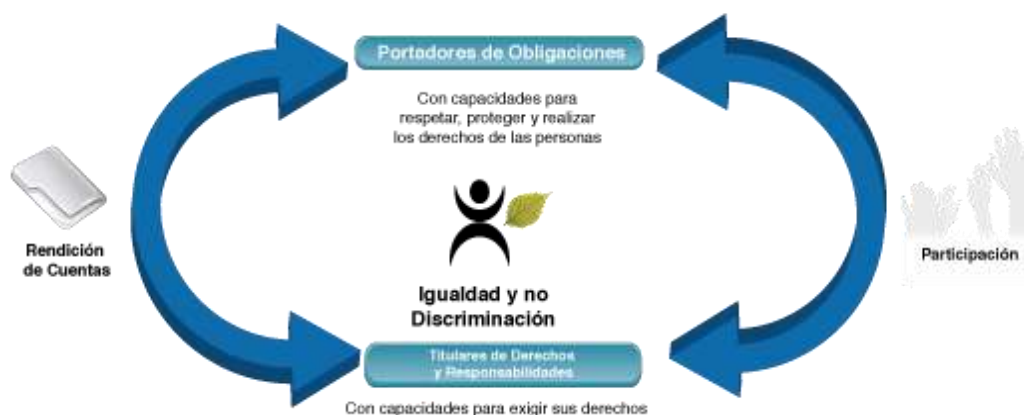 Portadores de Obligaciones
Con capacidades para
respetar, proteger y realizar
los derechos de las personas
Rendición
de Cuentas
Participación
Igualdad y no
Discriminación
Titulares de Derechos
y Responsabilidades
Con capacidades para exigir sus derechos